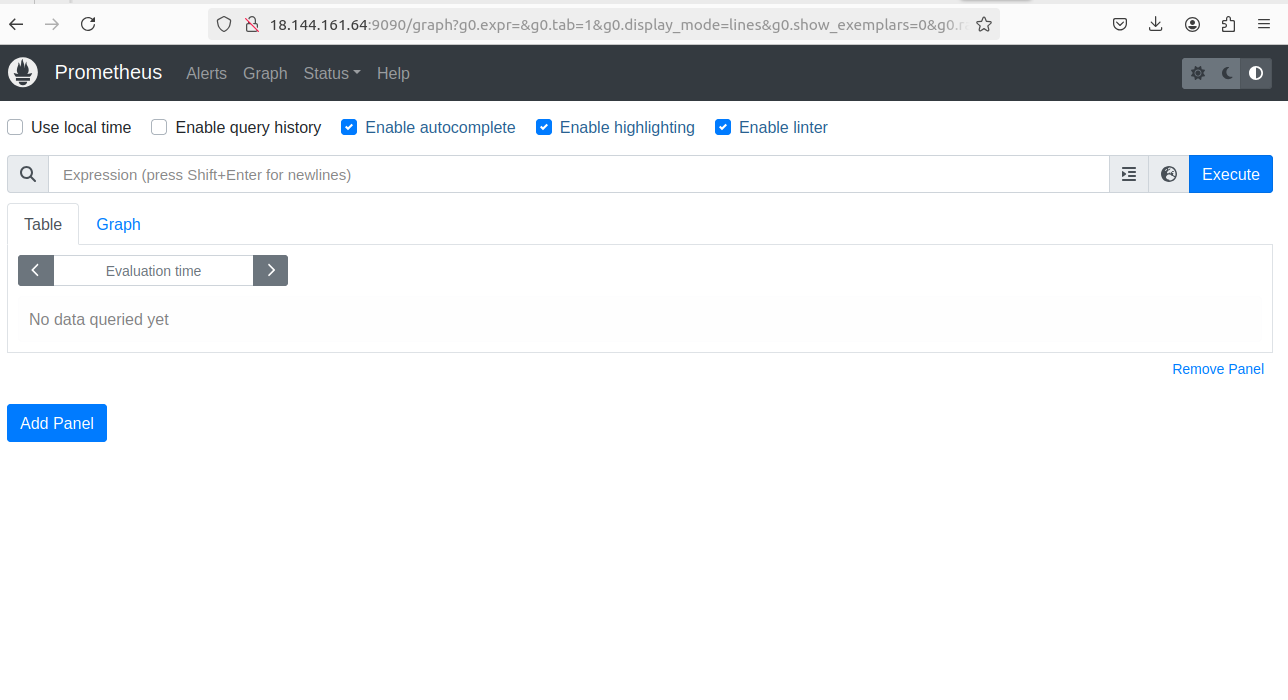 18.144.161.64:9090/graph?g0.expr=&g0.tab=1&g0.display_mode=lines&g0.show_exemplars=0&g0.r
Prometheus Alerts Graph Status Help
Use local time Enable query history Enable autocomplete Enable highlighting Enable linter
Expression (press Shift+Enter for newlines) Execute
Table Graph
Evaluation time
No data queried yet
Remove Panel
Add Panel